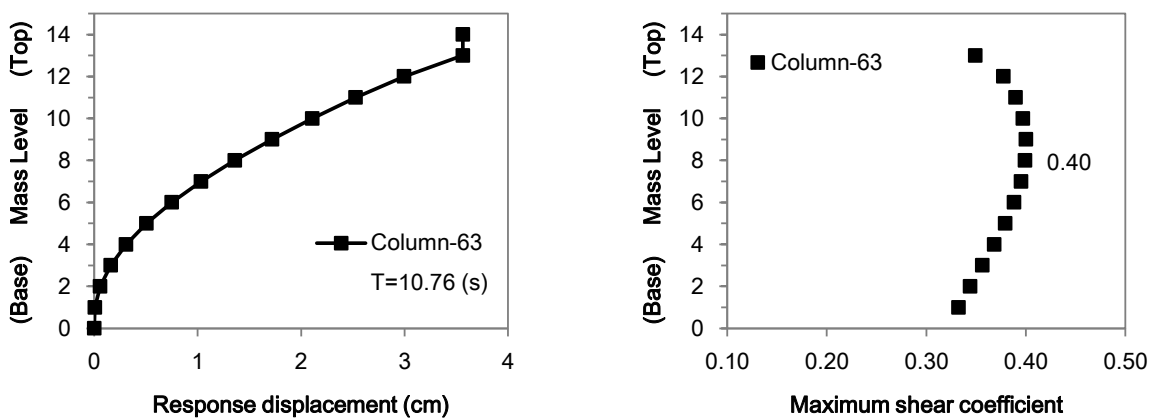 (Top)
Mass Level
(Base)
14
12
10
8
6
4
2
0
Column-63
T=10.76 (s)
0 1 2 3 4
Response displacement (cm)
(Top)
Mass Level
(Base)
14
12
10
8
6
4
2
0
Column-63
0.40
0.10 0.20 0.30 0.40 0.50
Maximum shear coefficient